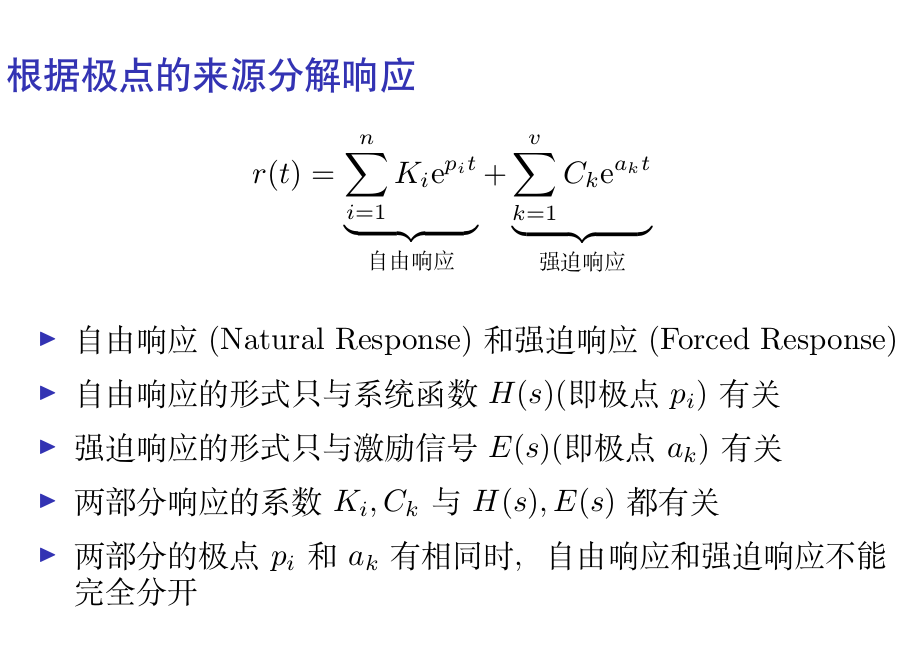 根据极点的来源分解响应
r(t) = \underbrace{\sum_{i=1}^{n} K_i e^{p_i t}}_{自由响应} + \underbrace{\sum_{k=1}^{v} C_k e^{a_k t}}_{强迫响应}
▶ 自由响应 (Natural Response) 和强迫响应 (Forced Response)
▶ 自由响应的形式只与系统函数 H(s)(即极点 p_i) 有关
▶ 强迫响应的形式只与激励信号 E(s)(即极点 a_k) 有关
▶ 两部分响应的系数 K_i, C_k 与 H(s), E(s) 都有关
▶ 两部分的极点 p_i 和 a_k 有相同时，自由响应和强迫响应不能
完全分开